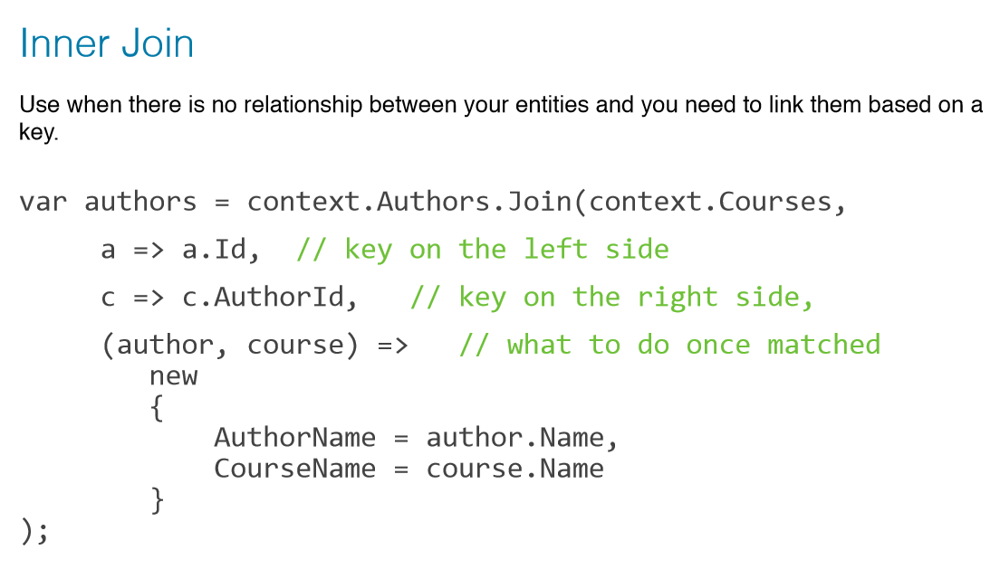 Inner Join
Use when there is no relationship between your entities and you need to link them based on a
key.
var authors = context.Authors.Join(context.Courses,
a => a.Id,  // key on the left side
c => c.AuthorId,   // key on the right side,
(author, course) =>   // what to do once matched
new
{
AuthorName = author.Name,
CourseName = course.Name
}
);